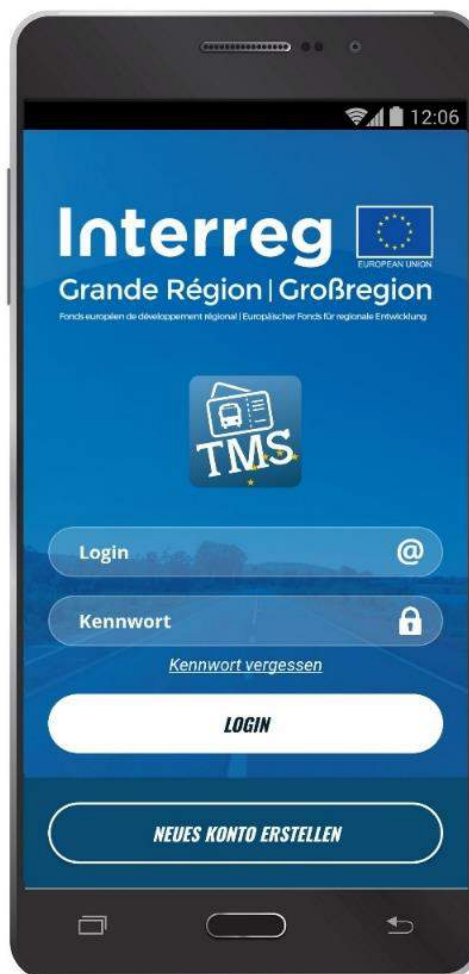 12:06
Interreg
EUROPEAN UNION
Grande Région | Großregion
Fonds européen de développement régional | Europäischer Fonds für regionale Entwicklung
TMS
Login @
Kennwort
Kennwort vergessen
LOGIN
NEUES KONTO ERSTELLEN